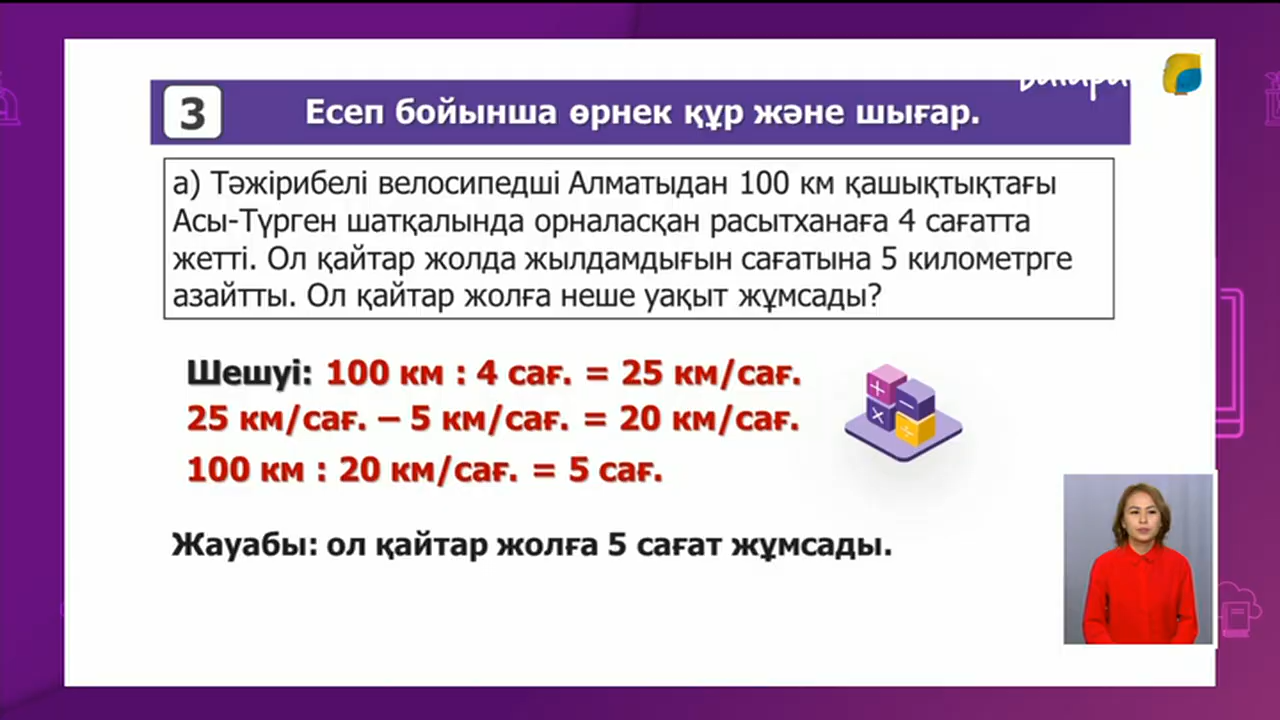 3
Есеп бойынша өрнек құр және шығар.
а) Тәжірибелі велосипедші Алматыдан 100 км қашықтықтағы
Асы-Түрген шатқалында орналасқан расытханаға 4 сағатта
жетті. Ол қайтар жолда жылдамдығын сағатына 5 километрге
азайтты. Ол қайтар жолға неше уақыт жұмсады?
Шешуі: 100 км : 4 сағ. = 25 км/сағ.
25 км/сағ. – 5 км/сағ. = 20 км/сағ.
100 км : 20 км/сағ. = 5 сағ.
Жауабы: ол қайтар жолға 5 сағат жұмсады.